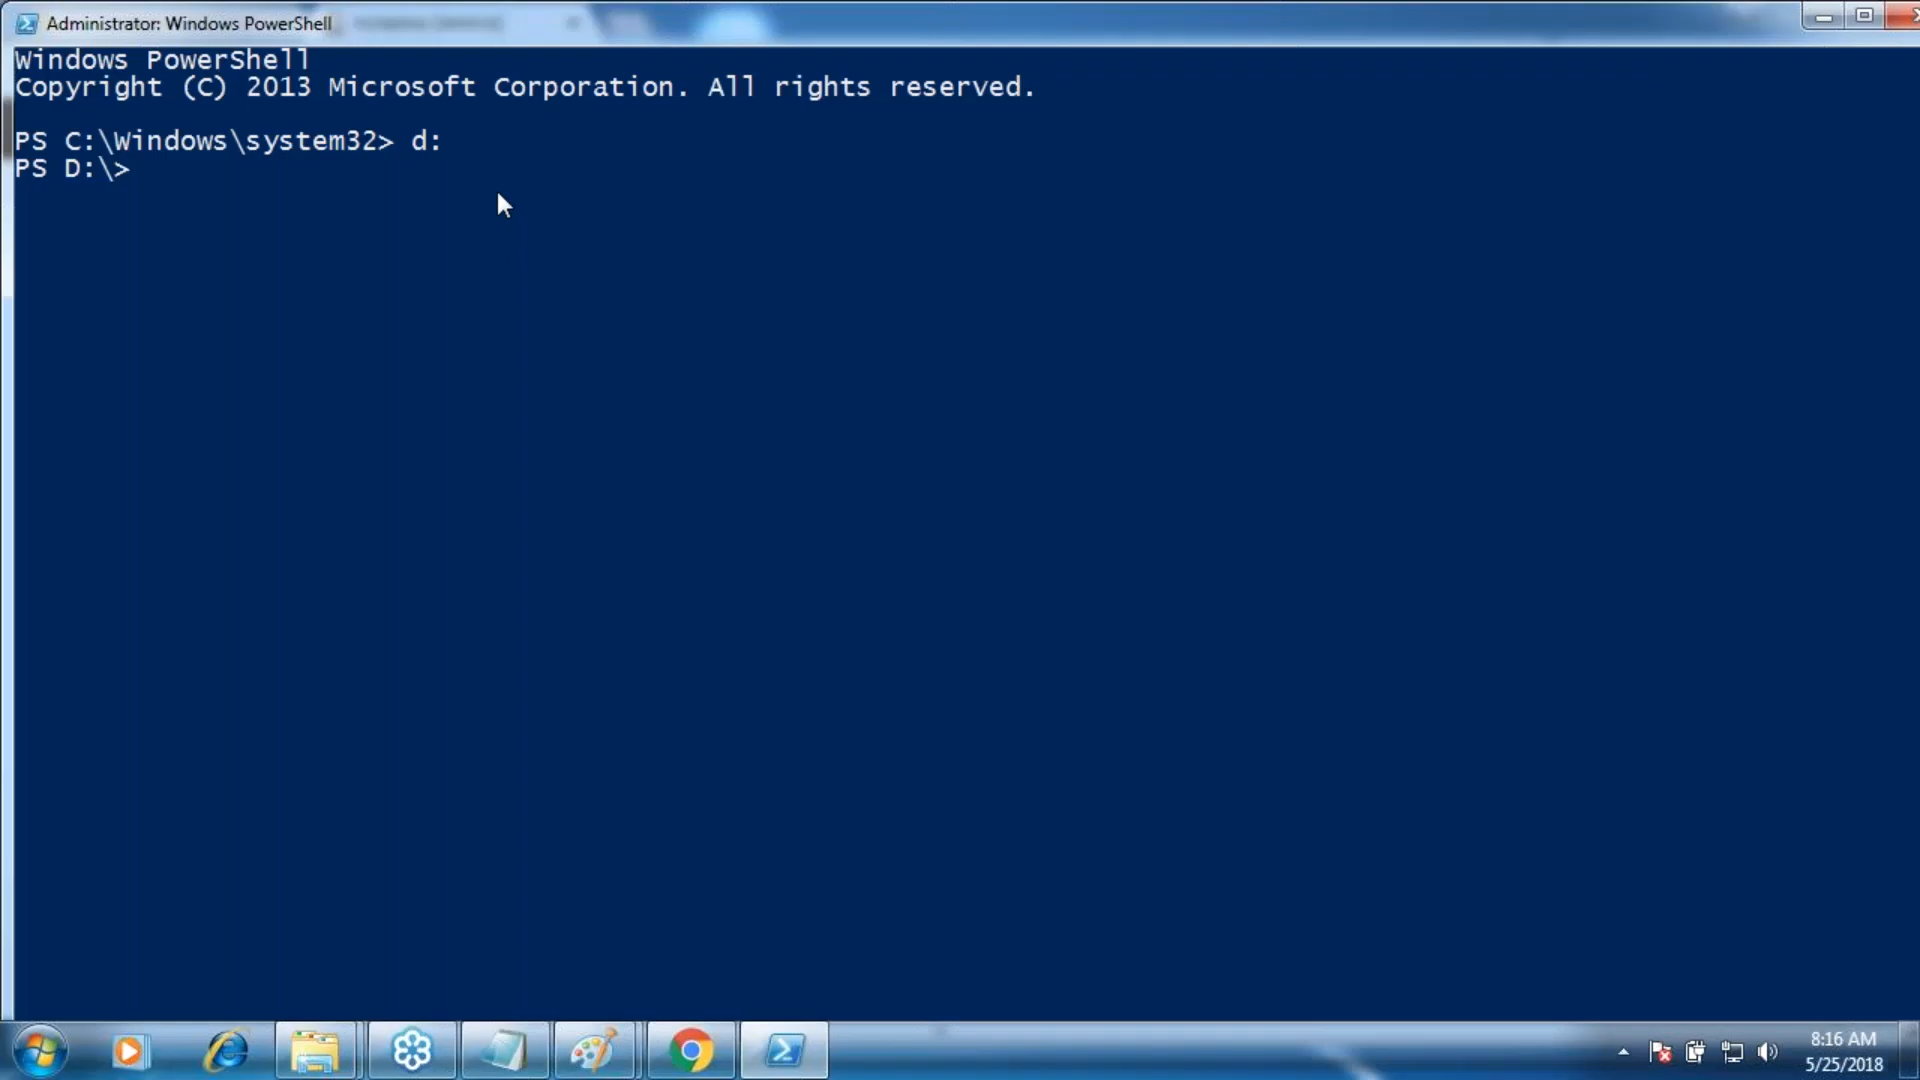 Administrator: Windows PowerShell
Windows PowerShell
Copyright (C) 2013 Microsoft Corporation. All rights reserved.
PS C:\Windows\system32> d:
PS D:\>
8:16 AM
5/25/2018